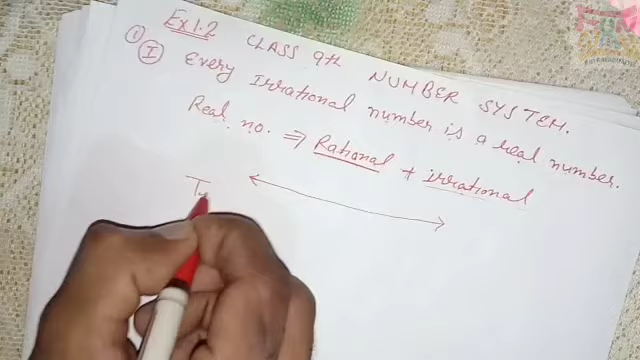 Ex 1.2 CLASS 9th NUMBER SYSTEM.
① Ⓘ Every Irrational number is a real number.
Real no. ⇒ Rational + irrational